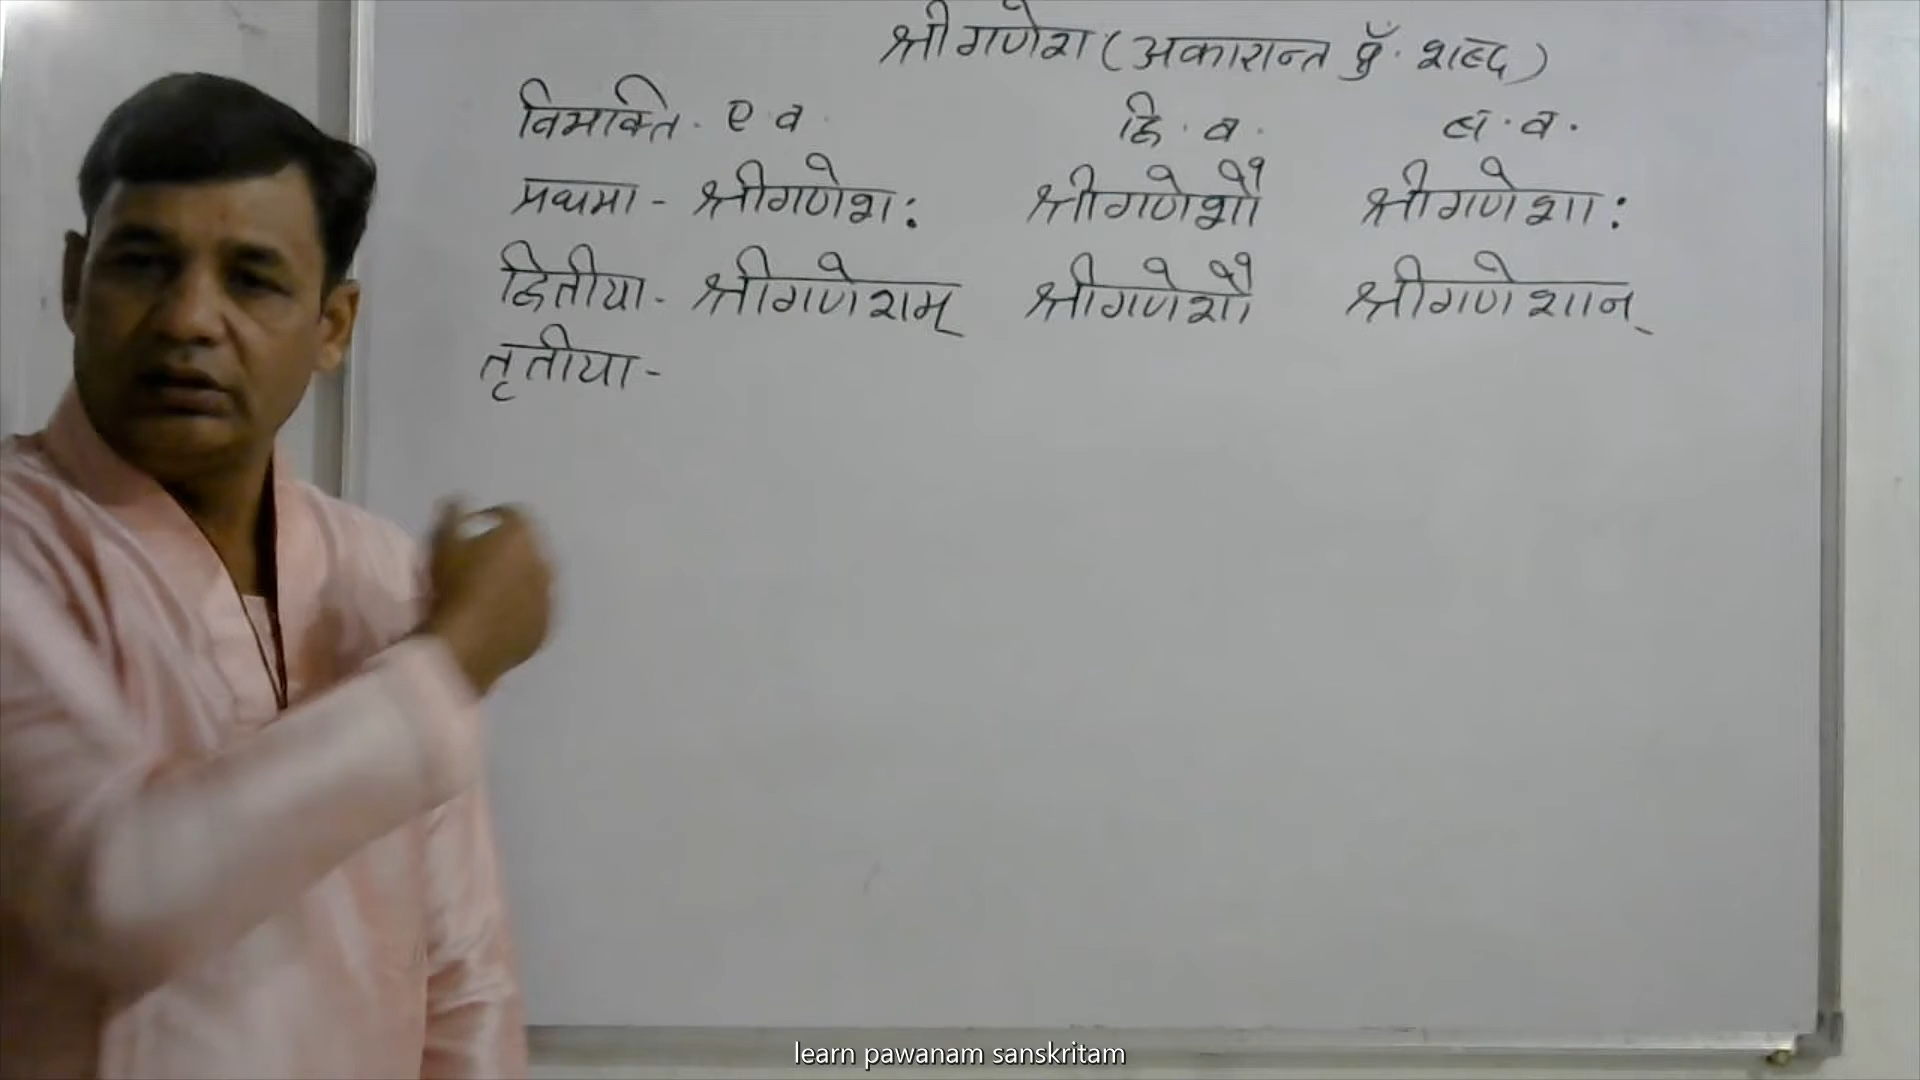 श्रीगणेश (अकारान्त पुँ. शब्द)
विभक्ति. ए व. द्वि. व. ब. व.
प्रथमा - श्रीगणेश: श्रीगणेशौ श्रीगणेशा:
द्वितीया - श्रीगणेशम् श्रीगणेशौ श्रीगणेशान्
तृतीया -
learn pawanam sanskritam